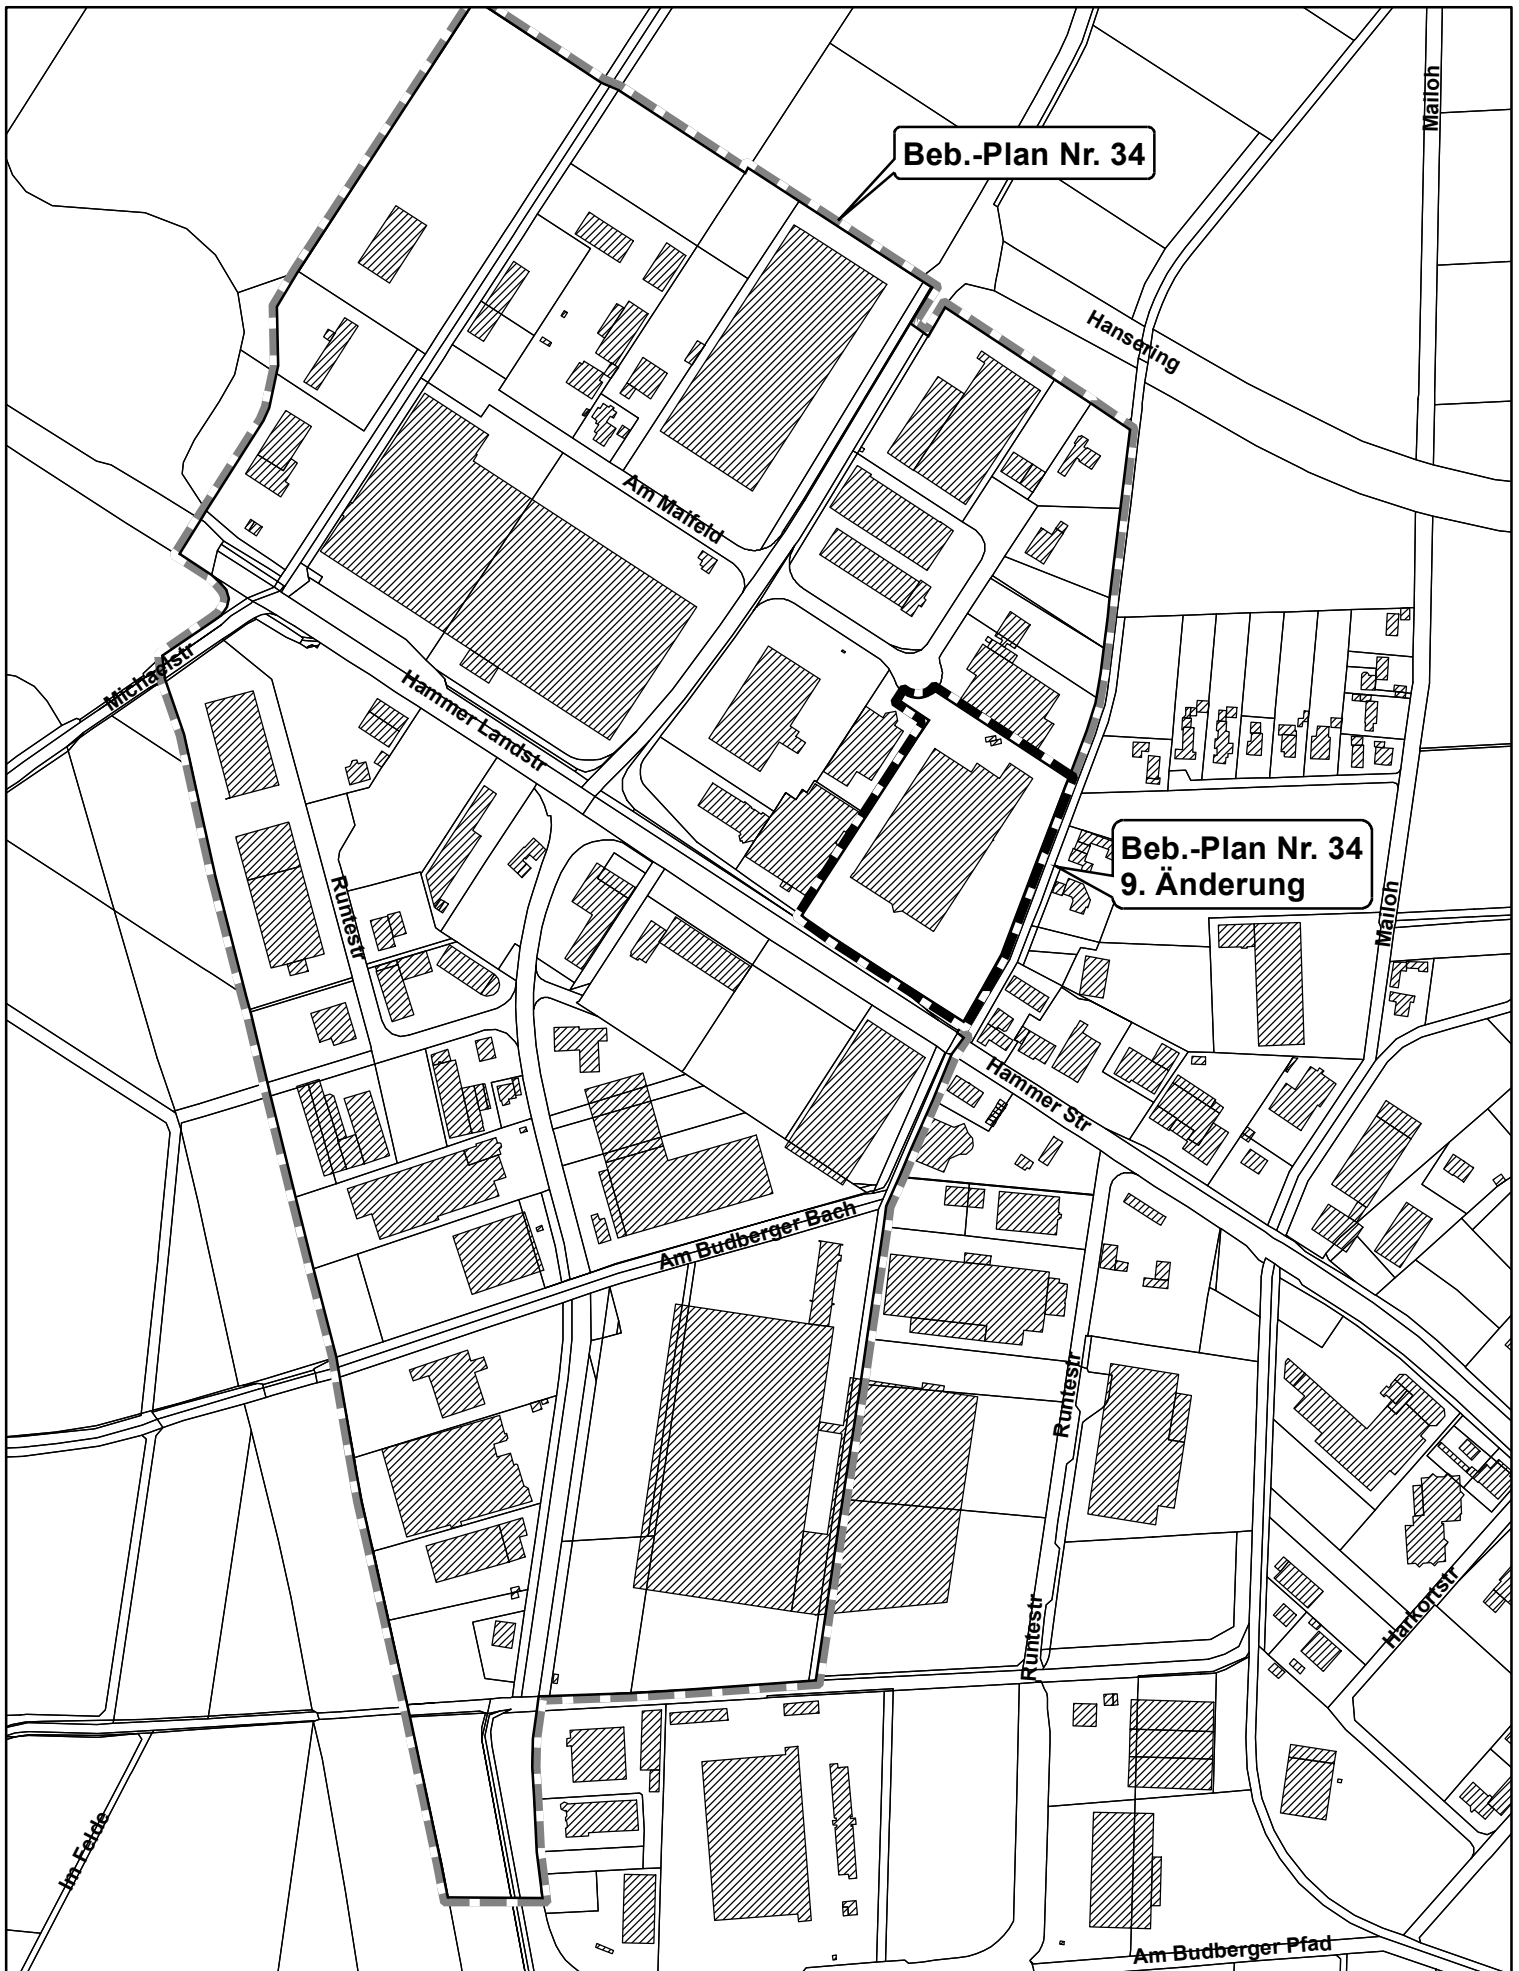 Mailoh
Beb.-Plan Nr. 34
Hansering
Am Maifeld
Michaelstr
Hammer Landstr
Beb.-Plan Nr. 34
9. Änderung
Runtestr
Mailoh
Hammer Str
Am Budberger Bach
Runtestr
Runtestr
Harkortstr
Im Felde
Am Budberger Pfad